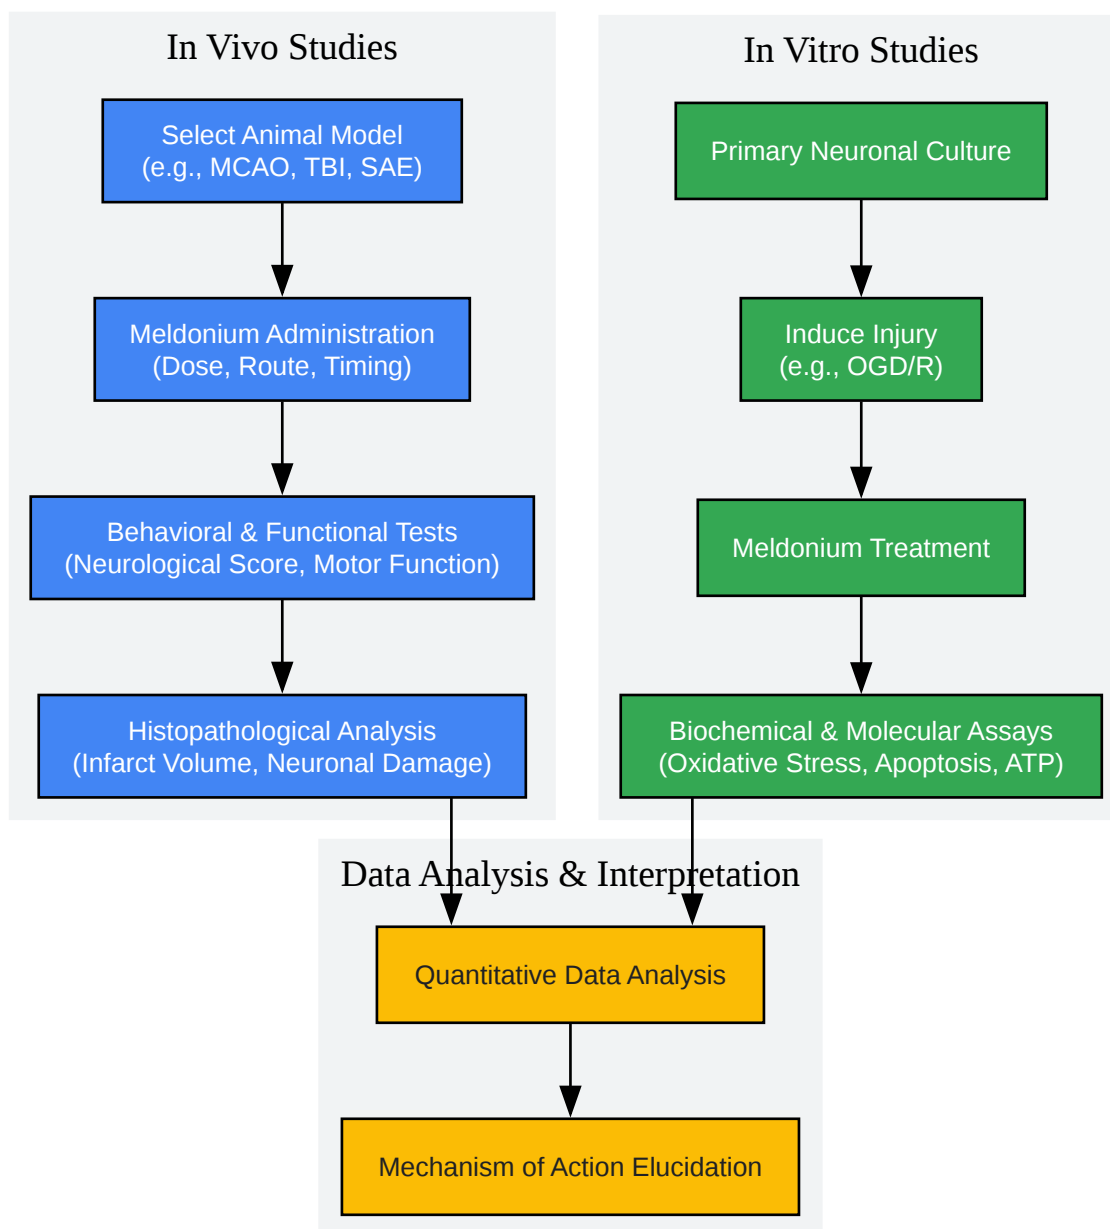 In Vivo Studies
Select Animal Model
(e.g., MCAO, TBI, SAE)
Meldonium Administration
(Dose, Route, Timing)
Behavioral & Functional Tests
(Neurological Score, Motor Function)
Histopathological Analysis
(Infarct Volume, Neuronal Damage)
In Vitro Studies
Primary Neuronal Culture
Induce Injury
(e.g., OGD/R)
Meldonium Treatment
Biochemical & Molecular Assays
(Oxidative Stress, Apoptosis, ATP)
Data Analysis & Interpretation
Quantitative Data Analysis
Mechanism of Action Elucidation